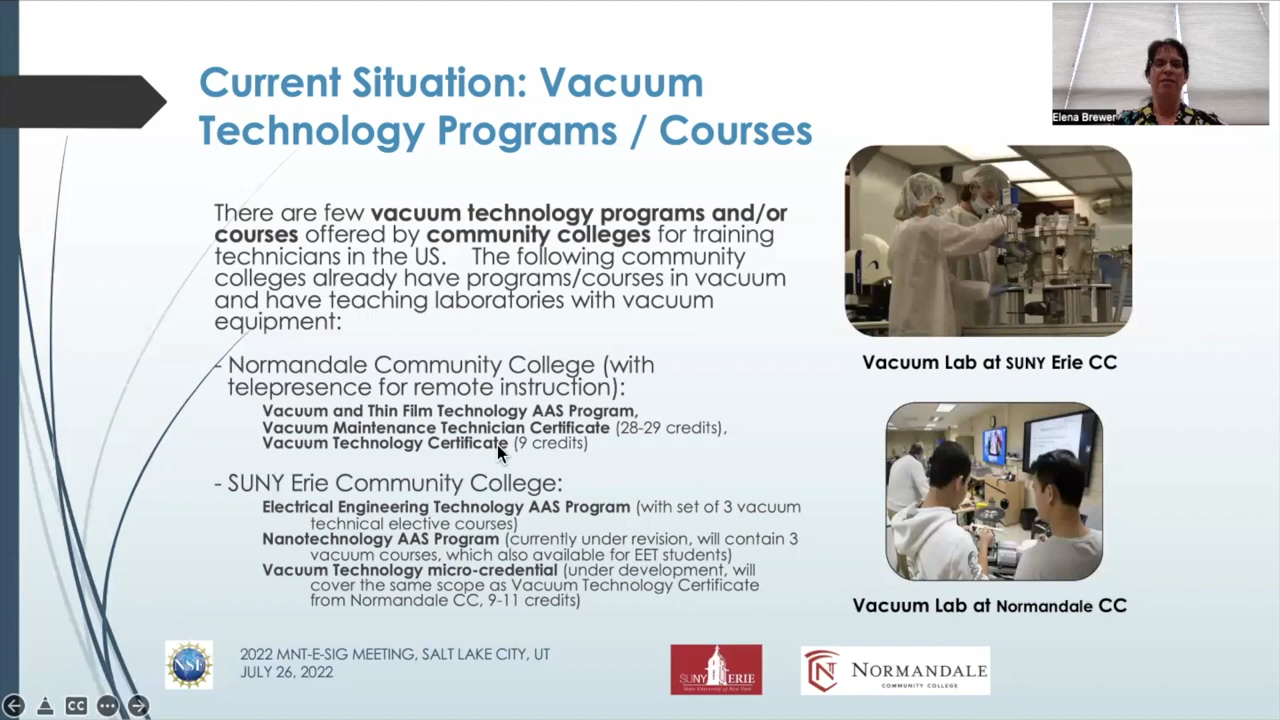 Current Situation: Vacuum
Technology Programs / Courses
Elena Brewer
There are few vacuum technology programs and/or
courses offered by community colleges for training
technicians in the US. The following community
colleges already have programs/courses in vacuum
and have teaching laboratories with vacuum
equipment:
- Normandale Community College (with
telepresence for remote instruction):
Vacuum and Thin Film Technology AAS Program,
Vacuum Maintenance Technician Certificate (28-29 credits),
Vacuum Technology Certificate (9 credits)
- SUNY Erie Community College:
Electrical Engineering Technology AAS Program (with set of 3 vacuum
technical elective courses)
Nanotechnology AAS Program (currently under revision, will contain 3
vacuum courses, which also available for EET students)
Vacuum Technology micro-credential (under development, will
cover the same scope as Vacuum Technology Certificate
from Normandale CC, 9-11 credits)
Vacuum Lab at SUNY Erie CC
Vacuum Lab at Normandale CC
NSF
2022 MNT-E-SIG MEETING, SALT LAKE CITY, UT
JULY 26, 2022
SUNY ERIE
State University of New York
NORMANDALE
COMMUNITY COLLEGE
CC